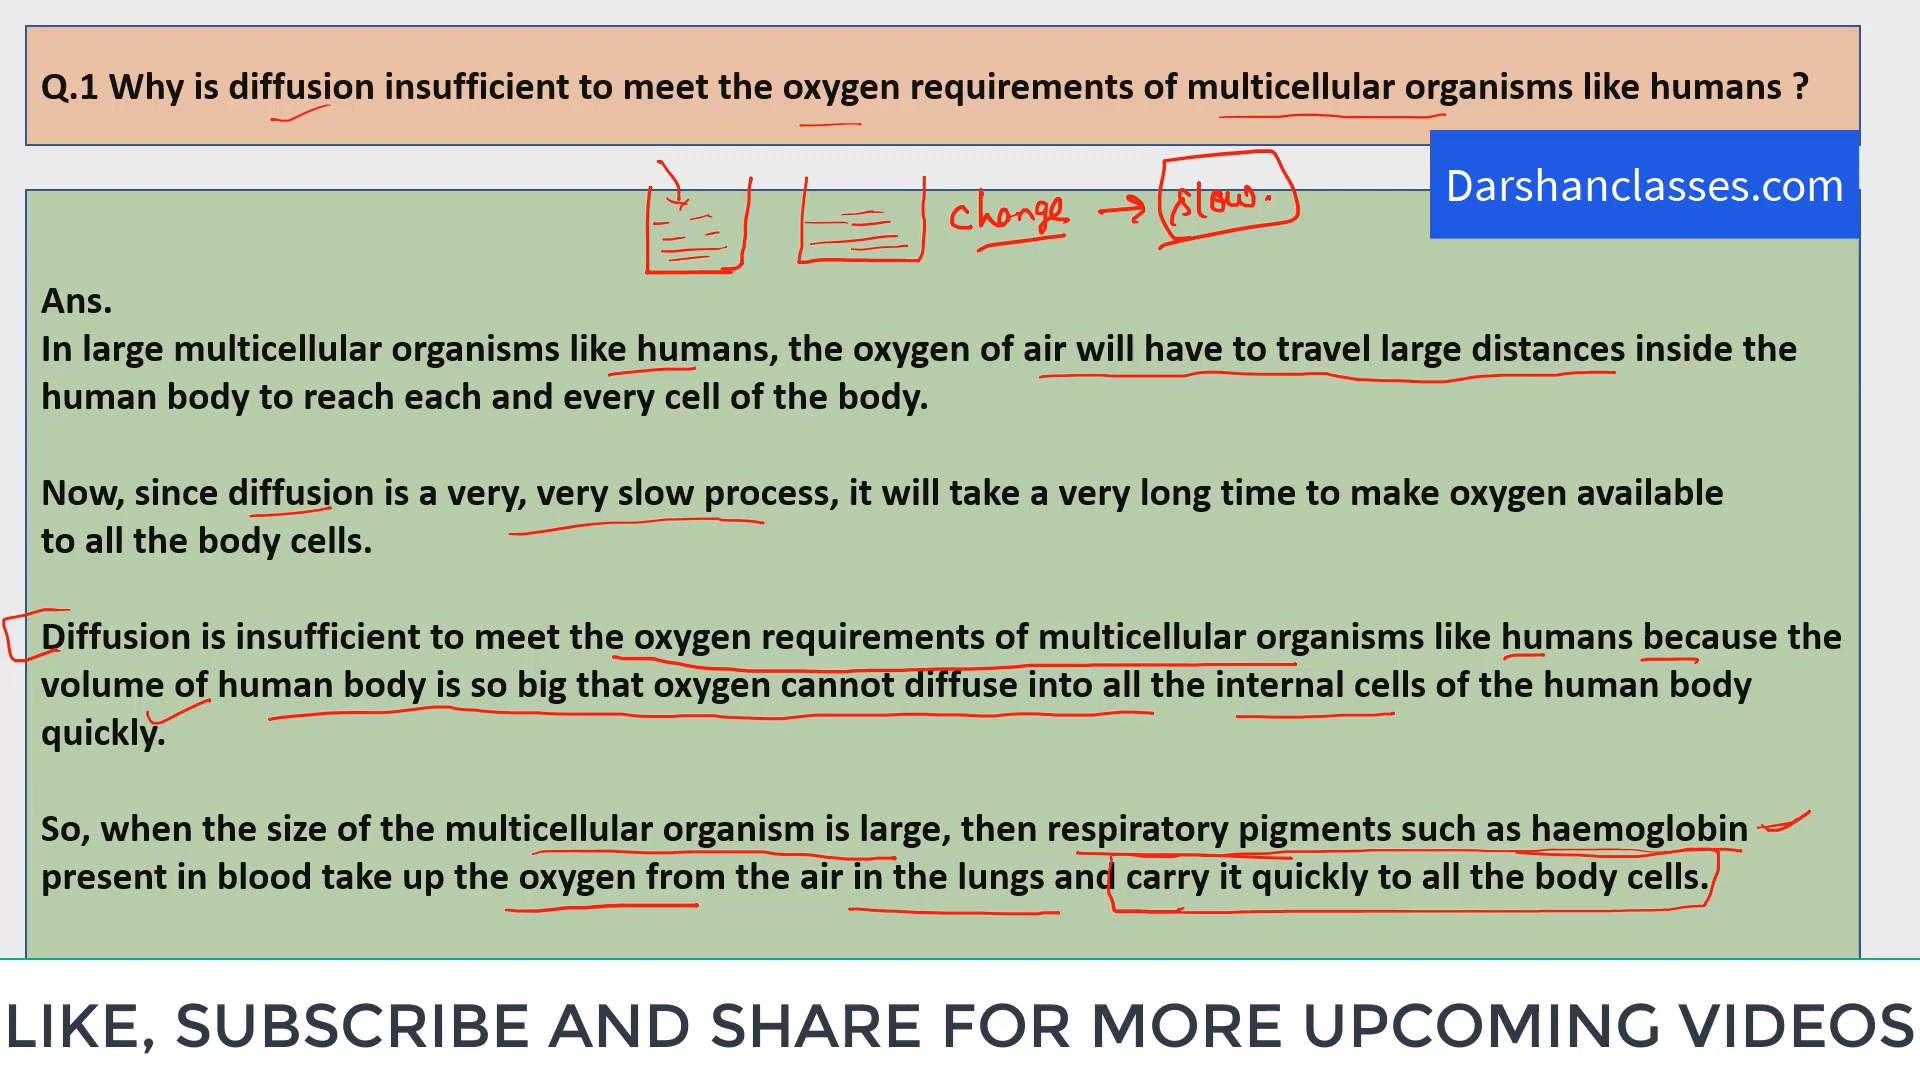 Q.1 Why is diffusion insufficient to meet the oxygen requirements of multicellular organisms like humans ?
Darshanclasses.com
change → slow.
Ans.
In large multicellular organisms like humans, the oxygen of air will have to travel large distances inside the
human body to reach each and every cell of the body.
Now, since diffusion is a very, very slow process, it will take a very long time to make oxygen available
to all the body cells.
Diffusion is insufficient to meet the oxygen requirements of multicellular organisms like humans because the
volume of human body is so big that oxygen cannot diffuse into all the internal cells of the human body
quickly.
So, when the size of the multicellular organism is large, then respiratory pigments such as haemoglobin
present in blood take up the oxygen from the air in the lungs and carry it quickly to all the body cells.
LIKE, SUBSCRIBE AND SHARE FOR MORE UPCOMING VIDEOS